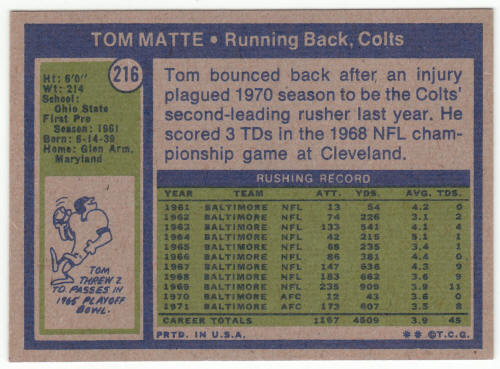 TOM MATTE • Running Back, Colts
216
Ht: 6'0"
Wt: 214
School:
Ohio State
First Pro
Season: 1961
Born: 6-14-39
Home: Glen Arm,
Maryland
TOM
THREW 2
TD PASSES IN
1965 PLAYOFF
BOWL.
Tom bounced back after an injury
plagued 1970 season to be the Colts'
second-leading rusher last year. He
scored 3 TDs in the 1968 NFL cham-
pionship game at Cleveland.
RUSHING RECORD
YEAR TEAM ATT. YDS. AVG. TDS.
1961 BALTIMORE NFL 13 54 4.2 0
1962 BALTIMORE NFL 74 226 3.1 2
1963 BALTIMORE NFL 133 541 4.1 4
1964 BALTIMORE NFL 42 215 5.1 1
1965 BALTIMORE NFL 69 235 3.4 1
1966 BALTIMORE NFL 86 381 4.4 0
1967 BALTIMORE NFL 147 636 4.3 9
1968 BALTIMORE NFL 183 662 3.6 9
1969 BALTIMORE NFL 235 909 3.9 11
1970 BALTIMORE AFC 12 43 3.6 0
1971 BALTIMORE AFC 173 607 3.5 8
CAREER TOTALS 1167 4509 3.9 45
PRTD. IN U.S.A. ** © T.C.G.